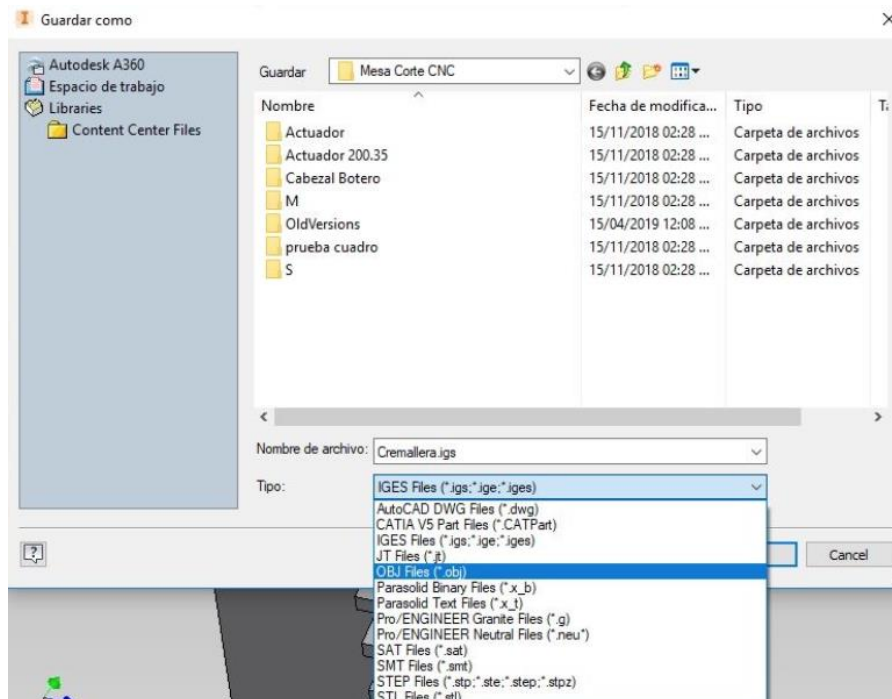 Guardar como
Autodesk A360
Espacio de trabajo
Libraries
Content Center Files
Guardar Mesa Corte CNC
Nombre Fecha de modifica... Tipo
Actuador 15/11/2018 02:28 ... Carpeta de archivos
Actuador 200.35 15/11/2018 02:28 ... Carpeta de archivos
Cabezal Botero 15/11/2018 02:28 ... Carpeta de archivos
M 15/11/2018 02:28 ... Carpeta de archivos
OldVersions 15/04/2019 12:08 ... Carpeta de archivos
prueba cuadro 15/11/2018 02:28 ... Carpeta de archivos
S 15/11/2018 02:28 ... Carpeta de archivos
Nombre de archivo: Cremallera.igs
Tipo: IGES Files (*.igs;*.ige;*.iges)
AutoCAD DWG Files (*.dwg)
CATIA V5 Part Files (*.CATPart)
IGES Files (*.igs;*.ige;*.iges)
JT Files (*.jt)
OBJ Files (*.obj)
Parasolid Binary Files (*.x_b)
Parasolid Text Files (*.x_t)
Pro/ENGINEER Granite Files (*.g)
Pro/ENGINEER Neutral Files (*.neu*)
SAT Files (*.sat)
SMT Files (*.smt)
STEP Files (*.stp;*.ste;*.step;*.stpz)
STL Files (*.stl)
Cancel